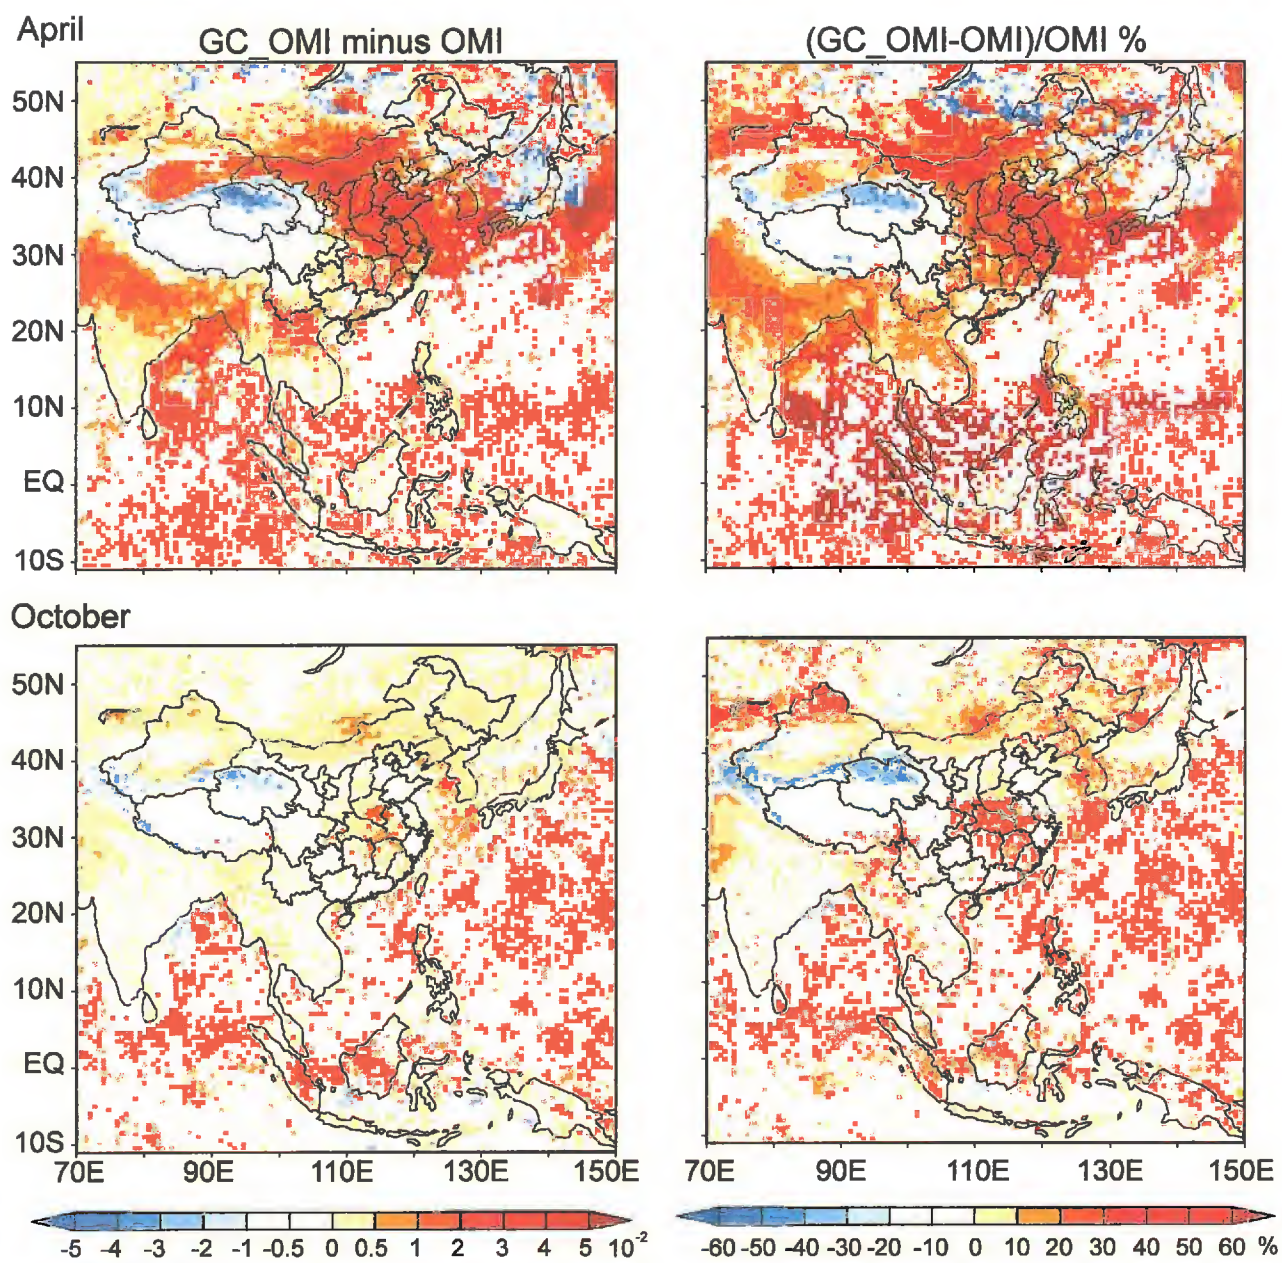 April
GC_OMI minus OMI
(GC_OMI-OMI)/OMI %
50N
40N
30N
20N
10N
EQ
10S
October
50N
40N
30N
20N
10N
EQ
10S
70E 90E 110E 130E 150E
70E 90E 110E 130E 150E
-5 -4 -3 -2 -1 -0.5 0 0.5 1 2 3 4 5 10-2
-60 -50 -40 -30 -20 -10 0 10 20 30 40 50 60 %